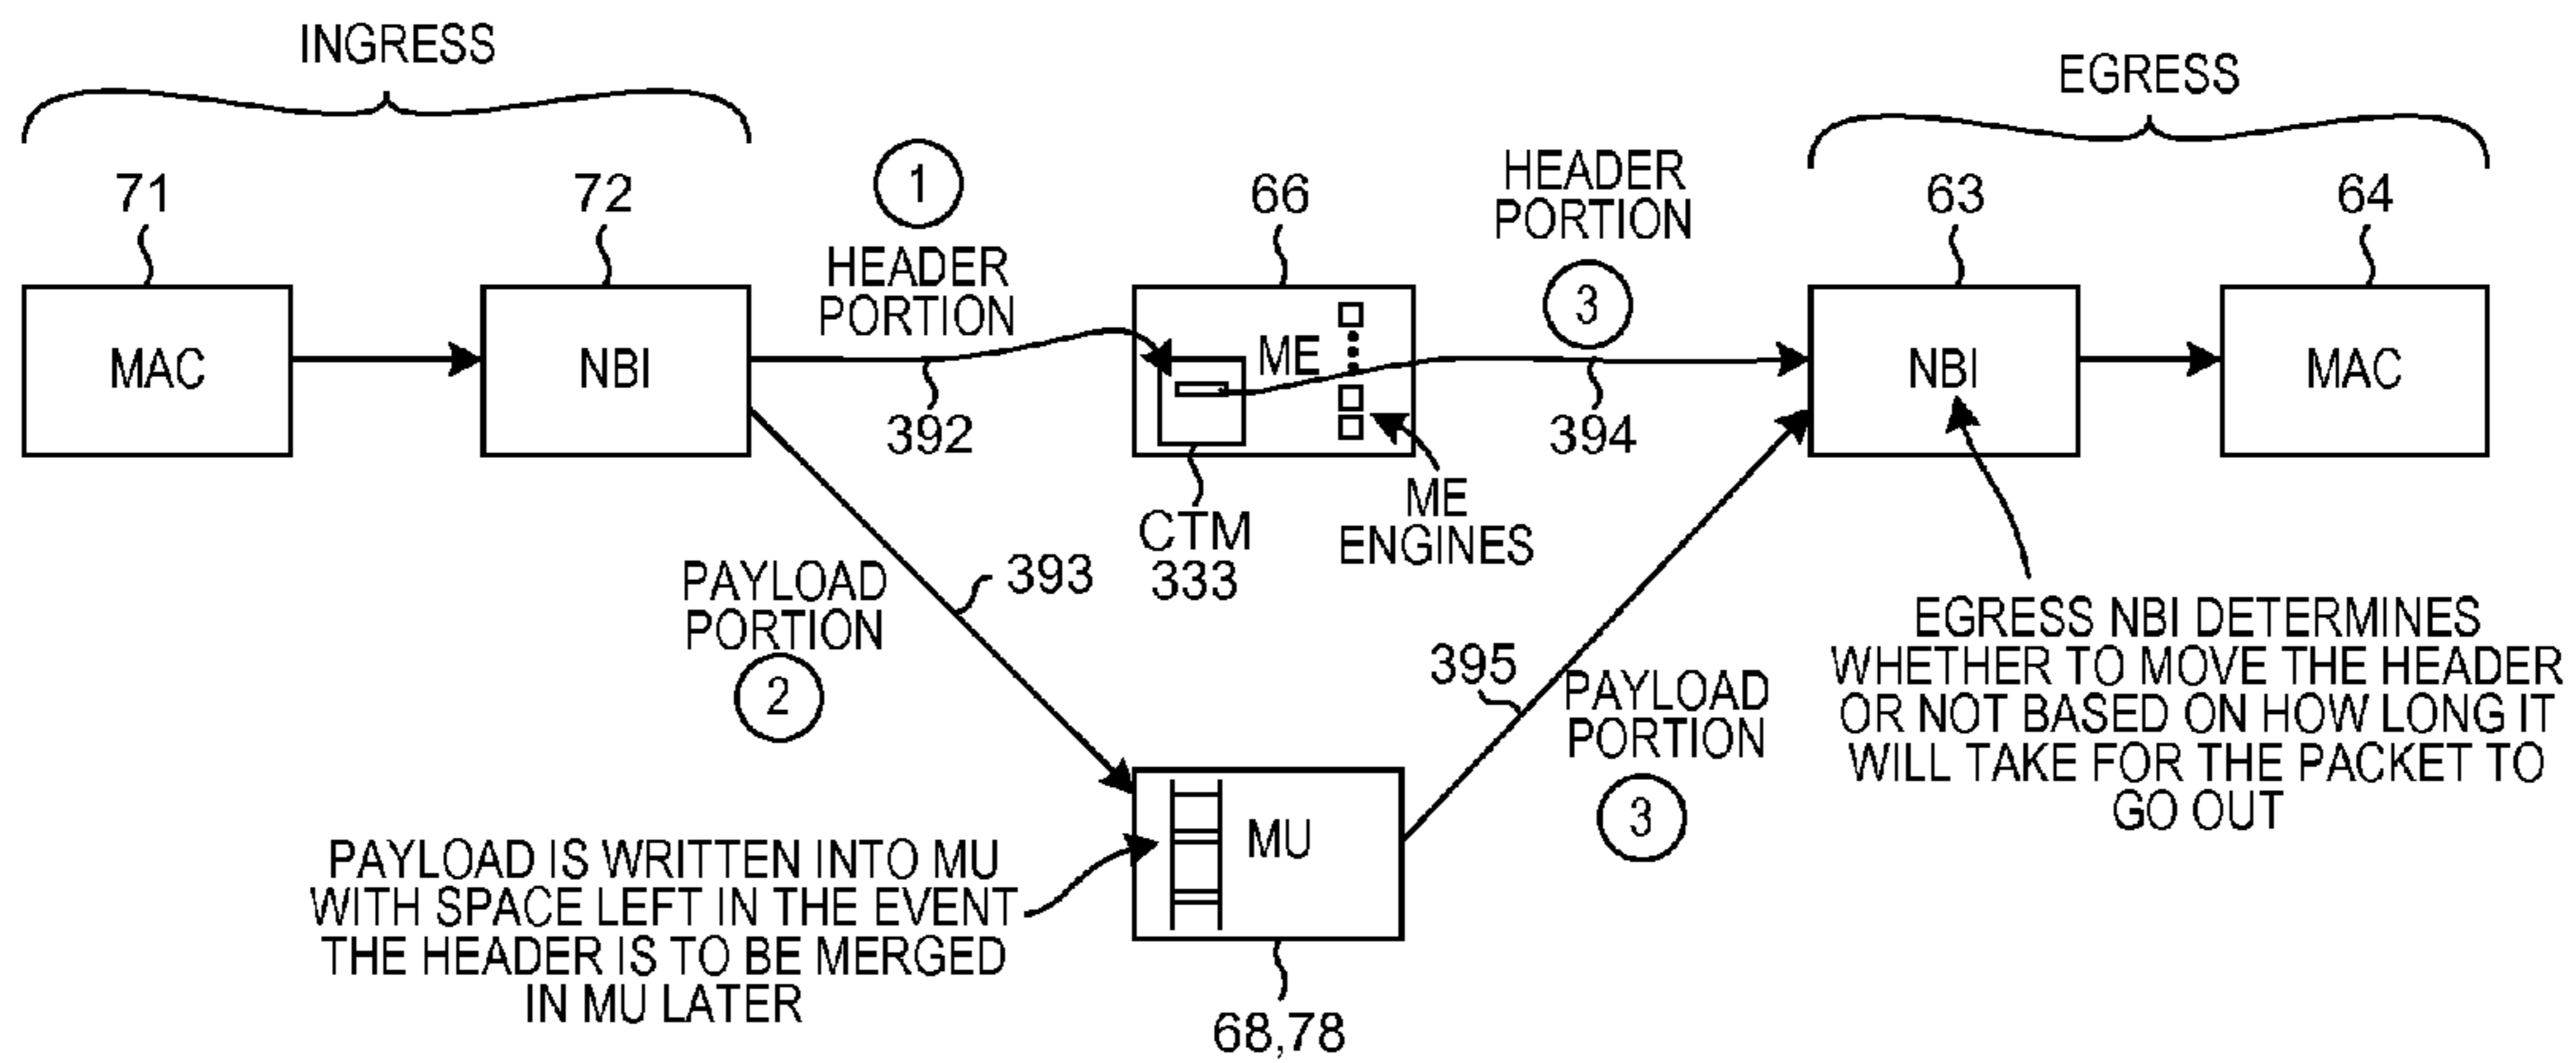 INGRESS
EGRESS
71
72
1
HEADER
PORTION
66
HEADER
PORTION
3
63
64
MAC
NBI
392
ME
394
NBI
MAC
CTM
333
ME
ENGINES
PAYLOAD
PORTION
2
393
395
PAYLOAD
PORTION
3
EGRESS NBI DETERMINES
WHETHER TO MOVE THE HEADER
OR NOT BASED ON HOW LONG IT
WILL TAKE FOR THE PACKET TO
GO OUT
PAYLOAD IS WRITTEN INTO MU
WITH SPACE LEFT IN THE EVENT
THE HEADER IS TO BE MERGED
IN MU LATER
MU
68,78